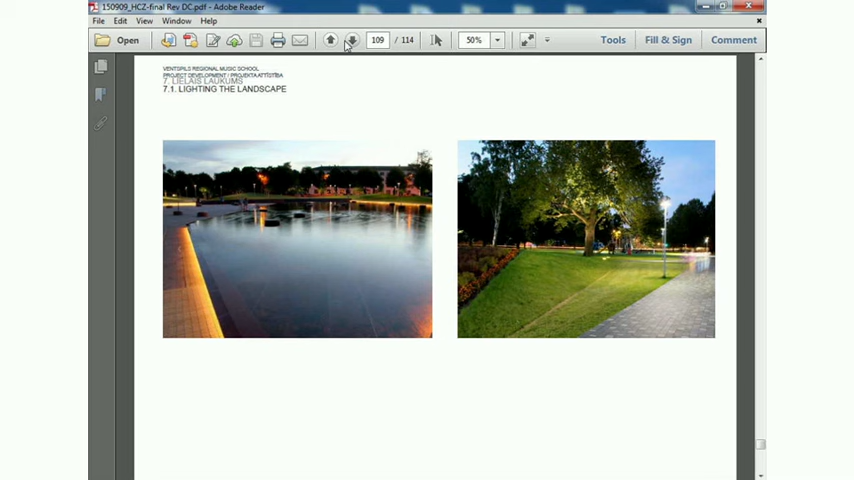 150909_HCZ-final Rev DC.pdf - Adobe Reader
File Edit View Window Help
Open 109 / 114 50% Tools Fill & Sign Comment
VENTSPILS REGIONAL MUSIC SCHOOL
PROJECT DEVELOPMENT / PROJEKTA ATTĪSTĪBA
7. LIELAIS LAUKUMS
7.1. LIGHTING THE LANDSCAPE